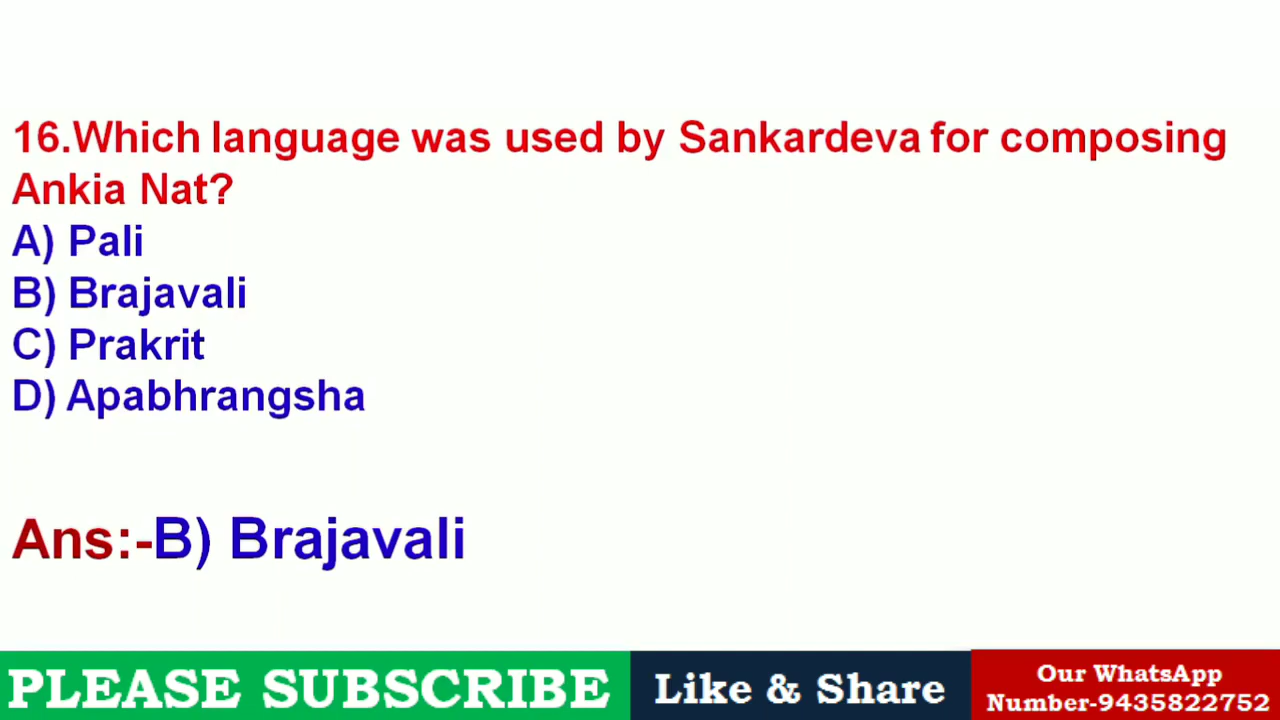 16.Which language was used by Sankardeva for composing
Ankia Nat?
A) Pali
B) Brajavali
C) Prakrit
D) Apabhrangsha
Ans:-B) Brajavali
PLEASE SUBSCRIBE
Like & Share
Our WhatsApp
Number-9435822752